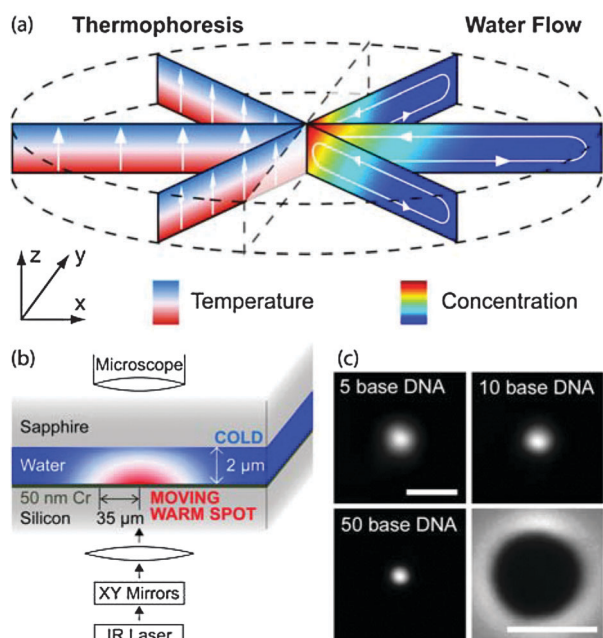 (a) Thermophoresis Water Flow
z y
x
Temperature Concentration
(b)
Microscope
Sapphire
COLD
Water
2 µm
50 nm Cr
MOVING
WARM SPOT
Silicon
35 µm
XY Mirrors
IR Laser
(c)
5 base DNA 10 base DNA
50 base DNA